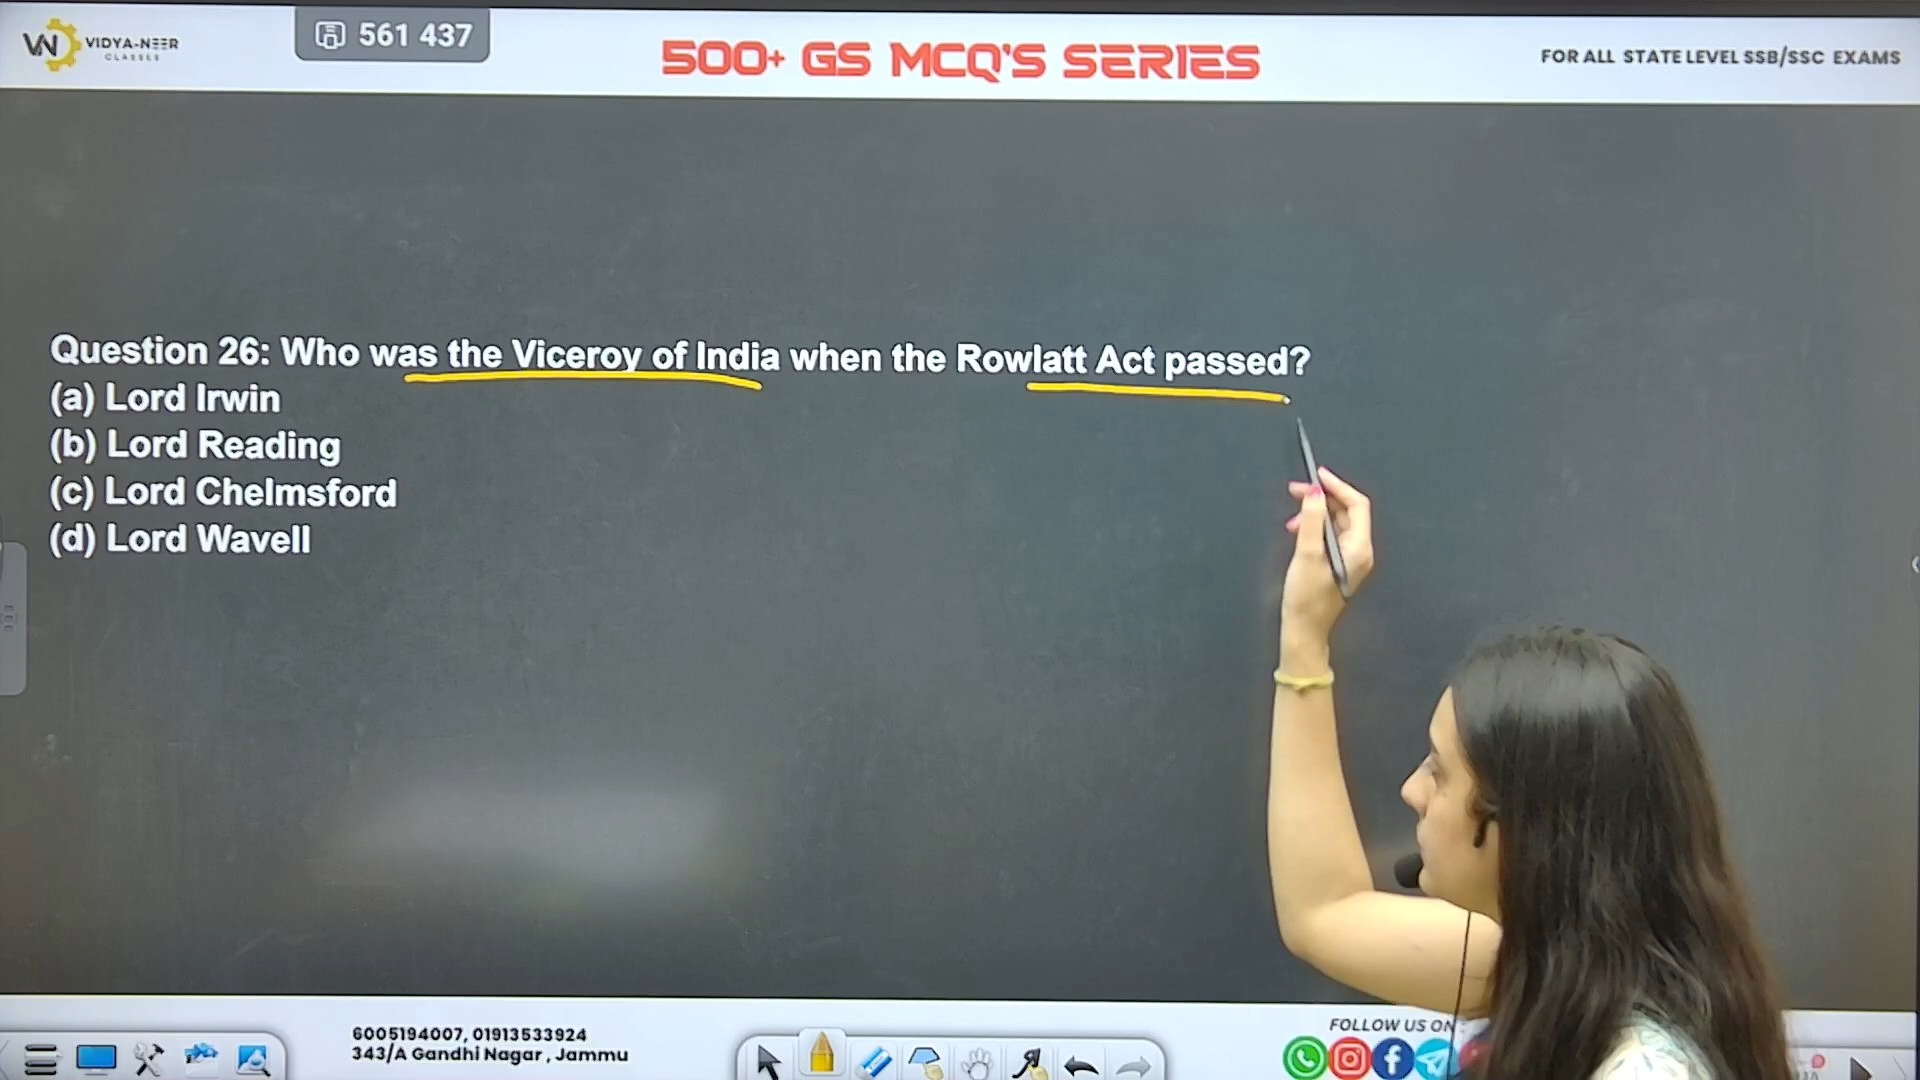 VN VIDYA-NEER
CLASSES
561 437
500+ GS MCQ'S SERIES
FOR ALL STATE LEVEL SSB/SSC EXAMS
Question 26: Who was the Viceroy of India when the Rowlatt Act passed?
(a) Lord Irwin
(b) Lord Reading
(c) Lord Chelmsford
(d) Lord Wavell
6005194007, 01913533924
343/A Gandhi Nagar, Jammu
FOLLOW US ON